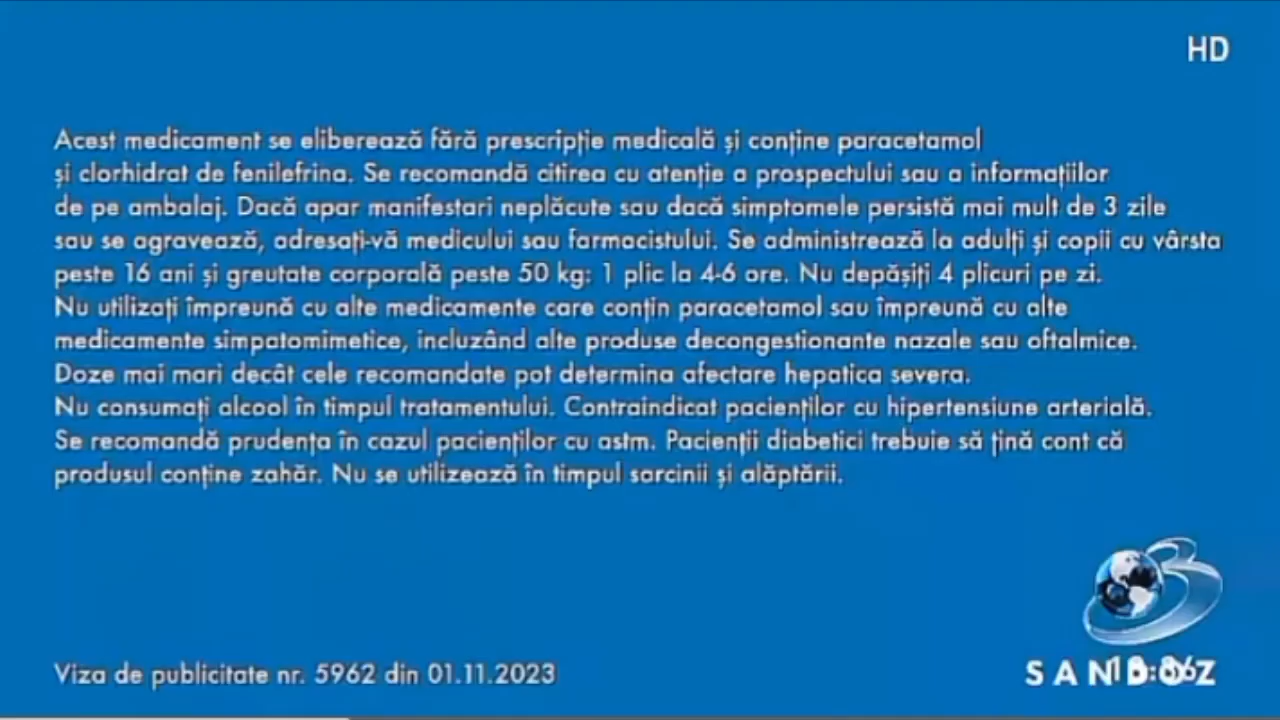 HD
Acest medicament se eliberează fără prescripție medicală și conține paracetamol
și clorhidrat de fenilefrina. Se recomandă citirea cu atenție a prospectului sau a informațiilor
de pe ambalaj. Dacă apar manifestari neplăcute sau dacă simptomele persistă mai mult de 3 zile
sau se agravează, adresați-vă medicului sau farmacistului. Se administrează la adulți și copii cu vârsta
peste 16 ani și greutate corporală peste 50 kg: 1 plic la 4-6 ore. Nu depășiți 4 plicuri pe zi.
Nu utilizați împreună cu alte medicamente care conțin paracetamol sau împreună cu alte
medicamente simpatomimetice, incluzând alte produse decongestionante nazale sau oftalmice.
Doze mai mari decât cele recomandate pot determina afectare hepatica severa.
Nu consumați alcool în timpul tratamentului. Contraindicat pacienților cu hipertensiune arterială.
Se recomandă prudența în cazul pacienților cu astm. Pacienții diabetici trebuie să țină cont că
produsul conține zahăr. Nu se utilizează în timpul sarcinii și alăptării.
Viza de publicitate nr. 5962 din 01.11.2023
SANDOZ